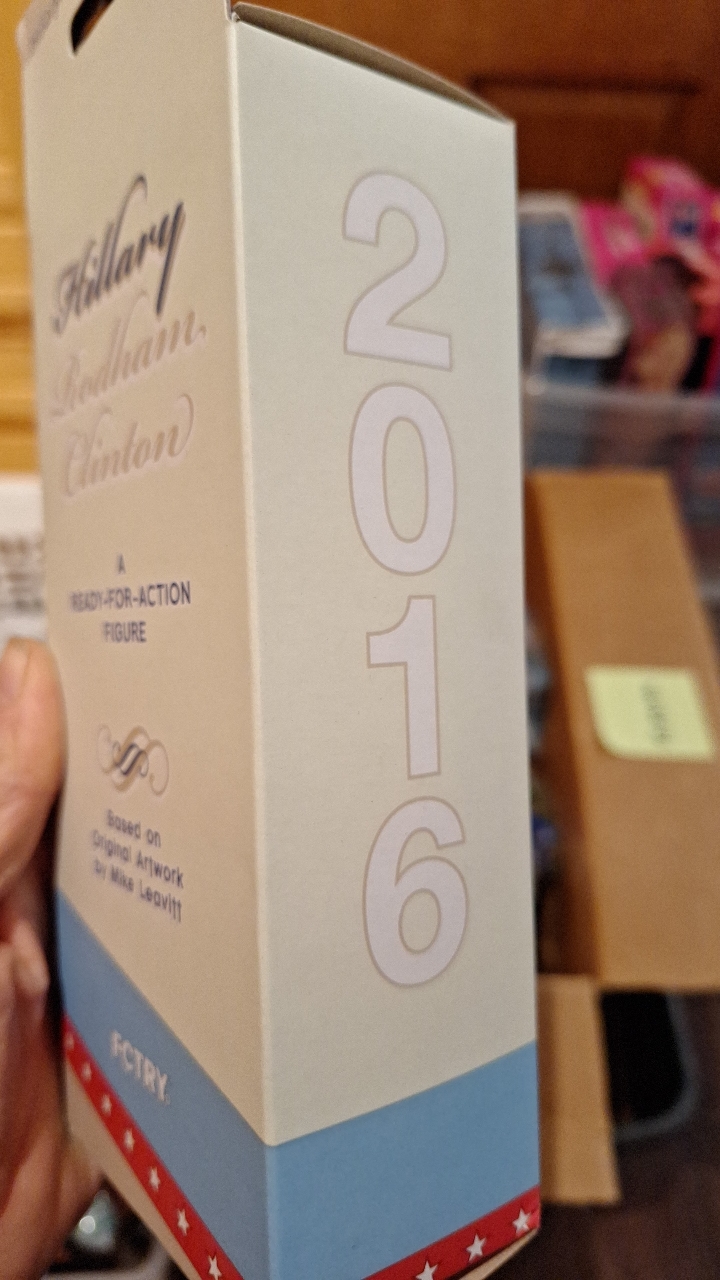 Hillary
Rodham
Clinton
A
READY-FOR-ACTION
FIGURE
Based on
Original Artwork
by Mike Leavitt
FCTRY
2
0
1
6